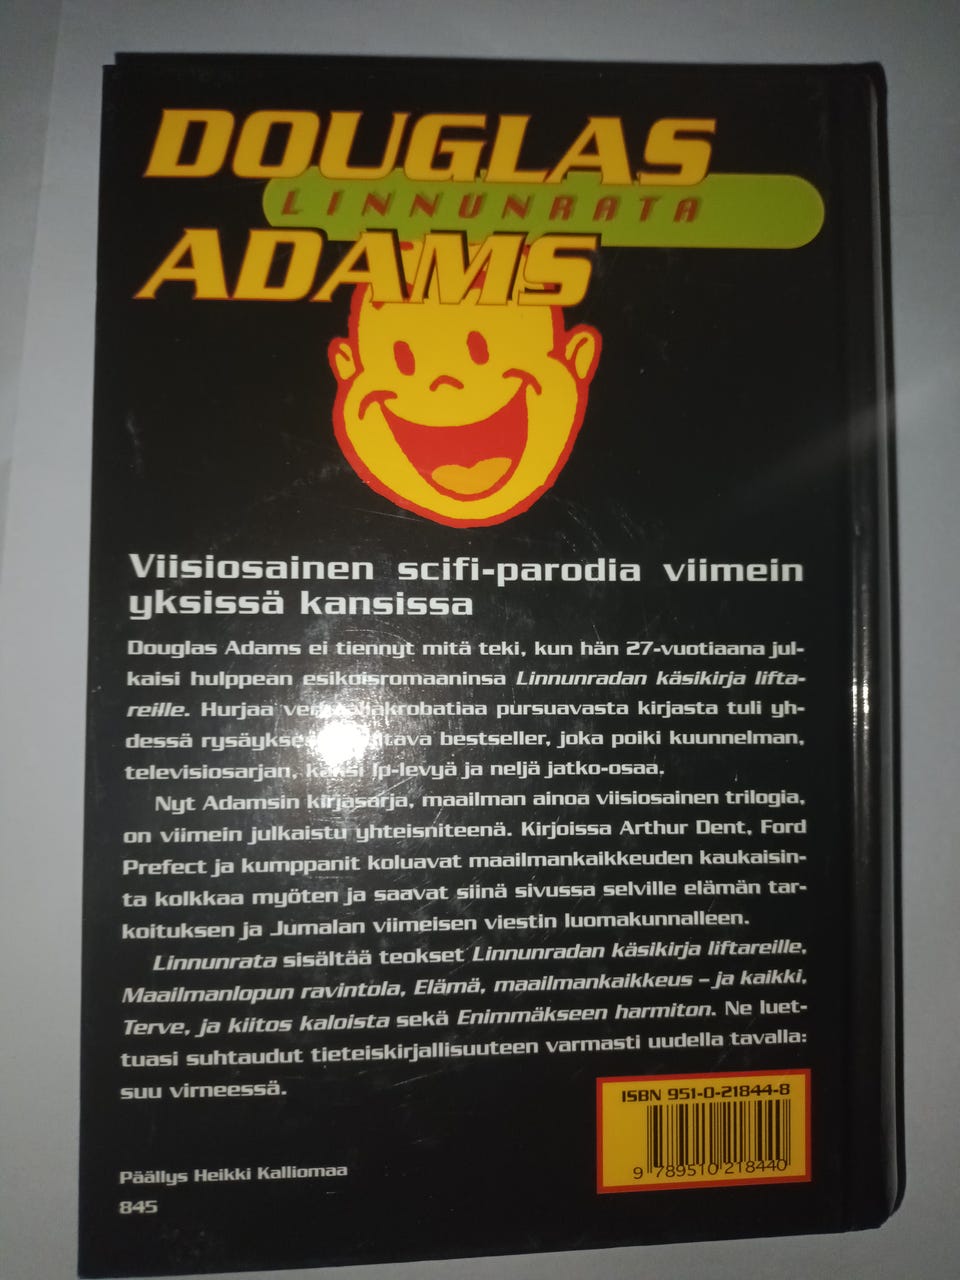 DOUGLAS
LINNUNRATA
ADAMS
Viisiosainen scifi-parodia viimein
yksissä kansissa
Douglas Adams ei tiennyt mitä teki, kun hän 27-vuotiaana jul-
kaisi hulppean esikoisromaaninsa Linnunradan käsikirja lifta-
reille. Hurjaa pursuavasta kirjasta tuli yh-
dessä bestseller, joka poiki kuunnelman,
televisiosarjan, kaksi lp-levyä ja neljä jatko-osaa.
Nyt Adamsin kirjasarja, maailman ainoa viisiosainen trilogia,
on viimein julkaistu yhteisniteenä. Kirjoissa Arthur Dent, Ford
Prefect ja kumppanit koluavat maailmankaikkeuden kaukaisin-
ta kolkkaa myöten ja saavat siinä sivussa selville elämän tar-
koituksen ja Jumalan viimeisen viestin luomakunnalleen.
Linnunrata sisältää teokset Linnunradan käsikirja liftareille,
Maailmanlopun ravintola, Elämä, maailmankaikkeus – ja kaikki,
Terve, ja kiitos kaloista sekä Enimmäkseen harmiton. Ne luet-
tuasi suhtaudut tieteiskirjallisuuteen varmasti uudella tavalla:
suu virneessä.
ISBN 951-0-21844-8
9 789510 218440
Päällys Heikki Kalliomaa
845